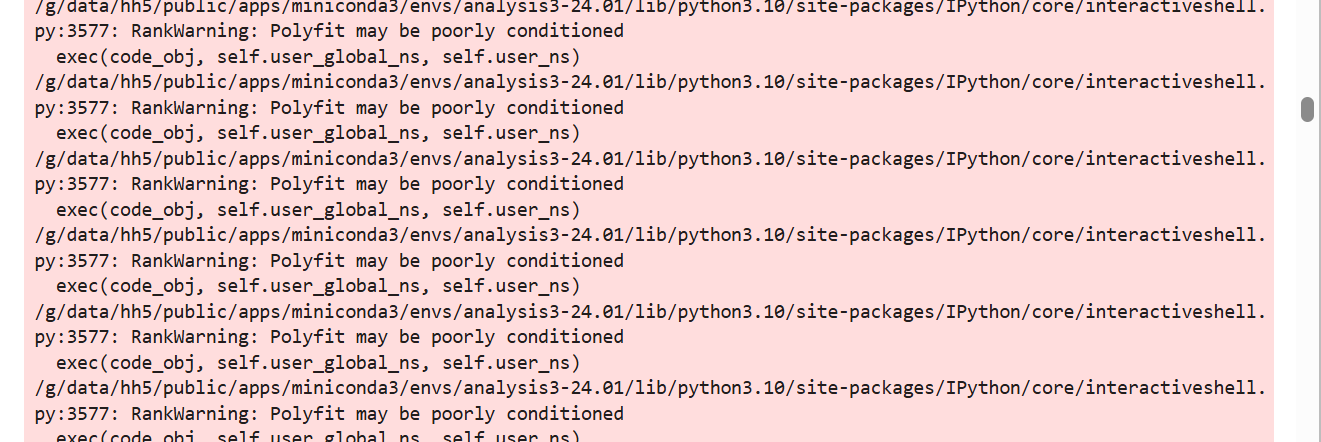 /g/data/hh5/public/apps/miniconda3/envs/analysis3-24.01/lib/python3.10/site-packages/IPython/core/interactiveshell.
py:3577: RankWarning: Polyfit may be poorly conditioned
  exec(code_obj, self.user_global_ns, self.user_ns)
/g/data/hh5/public/apps/miniconda3/envs/analysis3-24.01/lib/python3.10/site-packages/IPython/core/interactiveshell.
py:3577: RankWarning: Polyfit may be poorly conditioned
  exec(code_obj, self.user_global_ns, self.user_ns)
/g/data/hh5/public/apps/miniconda3/envs/analysis3-24.01/lib/python3.10/site-packages/IPython/core/interactiveshell.
py:3577: RankWarning: Polyfit may be poorly conditioned
  exec(code_obj, self.user_global_ns, self.user_ns)
/g/data/hh5/public/apps/miniconda3/envs/analysis3-24.01/lib/python3.10/site-packages/IPython/core/interactiveshell.
py:3577: RankWarning: Polyfit may be poorly conditioned
  exec(code_obj, self.user_global_ns, self.user_ns)
/g/data/hh5/public/apps/miniconda3/envs/analysis3-24.01/lib/python3.10/site-packages/IPython/core/interactiveshell.
py:3577: RankWarning: Polyfit may be poorly conditioned
  exec(code_obj, self.user_global_ns, self.user_ns)
/g/data/hh5/public/apps/miniconda3/envs/analysis3-24.01/lib/python3.10/site-packages/IPython/core/interactiveshell.
py:3577: RankWarning: Polyfit may be poorly conditioned
  exec(code_obj, self.user_global_ns, self.user_ns)